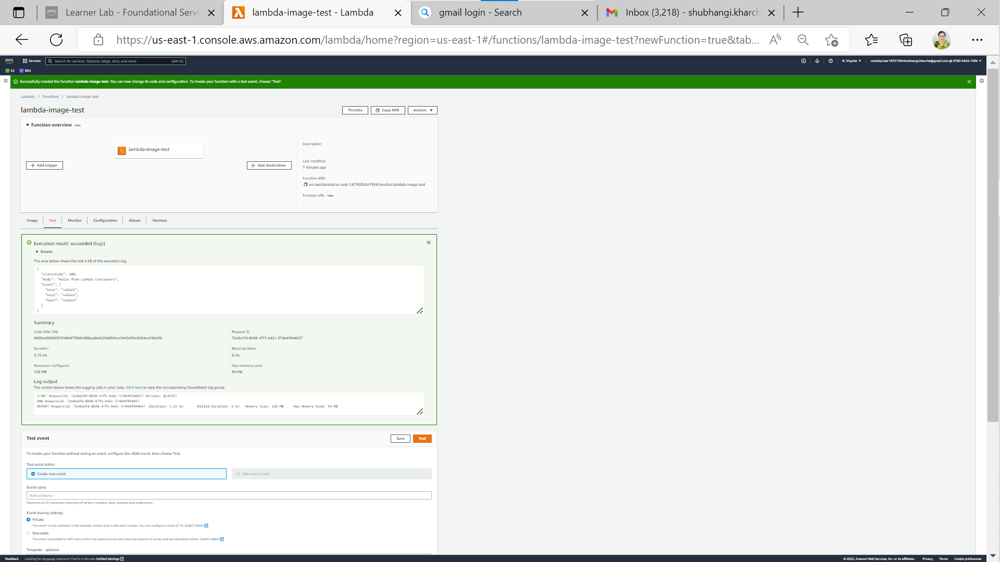 Learner Lab - Foundational Servi
lambda-image-test - Lambda
gmail login - Search
Inbox (3,218) - shubhangi.kharch
https://us-east-1.console.aws.amazon.com/lambda/home?region=us-east-1#/functions/lambda-image-test?newFunction=true&tab...
aws Services Search for services, features, blogs, docs, and more [Alt+S] N. Virginia voclabs/user1870159=shubhangi.kharche@gmail.com @ 6790-3424-1394
S3 RDS
Successfully created the function lambda-image-test. You can now change its code and configuration. To invoke your function with a test event, choose "Test".
Lambda Functions lambda-image-test
lambda-image-test Throttle Copy ARN Actions
Function overview Info
lambda-image-test
Add trigger Add destination
Description
-
Last modified
7 minutes ago
Function ARN
arn:aws:lambda:us-east-1:679034241394:function:lambda-image-test
Function URL Info
-
Image Test Monitor Configuration Aliases Versions
Execution result: succeeded (logs)
Details
The area below shows the last 4 KB of the execution log.
{
"statusCode": 200,
"body": "Hello from Lambda Containers",
"event": {
"key1": "value1",
"key2": "value2",
"key3": "value3"
}
}
Summary
Code SHA-256 Request ID
6699ce580b65f2f48847f8b0c866aa8b4020d0b9cccf442b30e5b54ea19de9fc 72e8a1fd-8b98-47f1-b42c-574b4f944b57
Duration Billed duration
5.15 ms 6 ms
Resources configured Max memory used
128 MB 34 MB
Log output
The section below shows the logging calls in your code. Click here to view the corresponding CloudWatch log group.
START RequestId: 72e8a1fd-8b98-47f1-b42c-574b4f944b57 Version: $LATEST
END RequestId: 72e8a1fd-8b98-47f1-b42c-574b4f944b57
REPORT RequestId: 72e8a1fd-8b98-47f1-b42c-574b4f944b57 Duration: 5.15 ms Billed Duration: 6 ms Memory Size: 128 MB Max Memory Used: 34 MB
Test event Save Test
To invoke your function without saving an event, configure the JSON event, then choose Test.
Test event action
Create new event Edit saved event
Event name
MyEventName
Maximum of 25 characters consisting of letters, numbers, dots, hyphens and underscores.
Event sharing settings
Private
This event is only available in the Lambda console and to the event creator. You can configure a total of 10. Learn more
Shareable
This event is available to IAM users within the same account who have permissions to access and use shareable events. Learn more
Template - optional
Feedback Looking for language selection? Find it in the new Unified Settings © 2022, Amazon Web Services, Inc. or its affiliates. Privacy Terms Cookie preferences